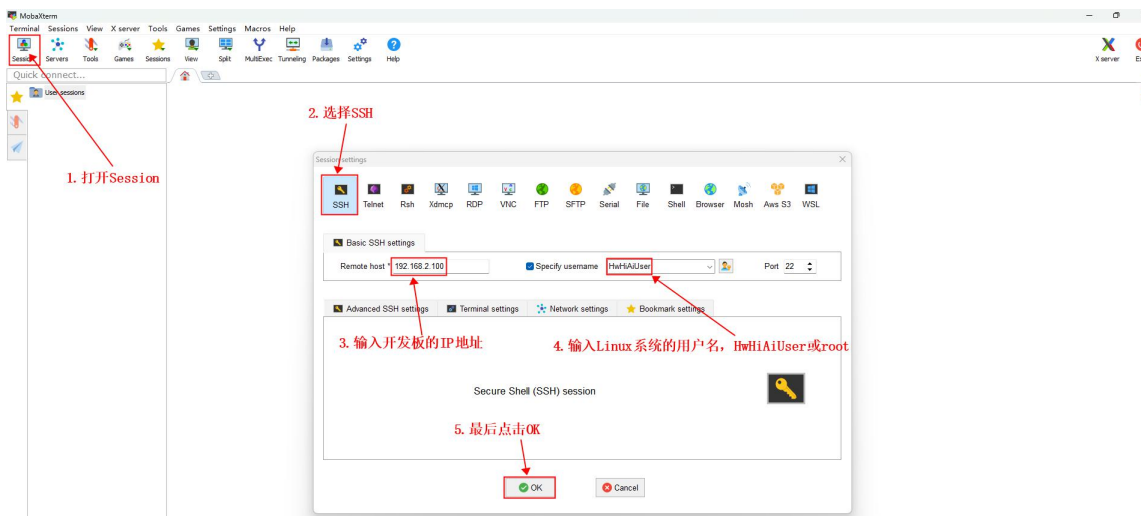 MobaXterm
Terminal Sessions View X server Tools Games Settings Macros Help
Session Servers Tools Games Sessions View Split MultiExec Tunneling Packages Settings Help X server
Quick connect...
User sessions
2. 选择SSH
1. 打开Session
Session settings
SSH Telnet Rsh Xdmcp RDP VNC FTP SFTP Serial File Shell Browser Mosh Aws S3 WSL
Basic SSH settings
Remote host * 192.168.2.100 Specify username HwHiAiUser Port 22
Advanced SSH settings Terminal settings Network settings Bookmark settings
3. 输入开发板的IP地址
4. 输入Linux系统的用户名, HwHiAiUser或root
Secure Shell (SSH) session
5. 最后点击OK
OK Cancel